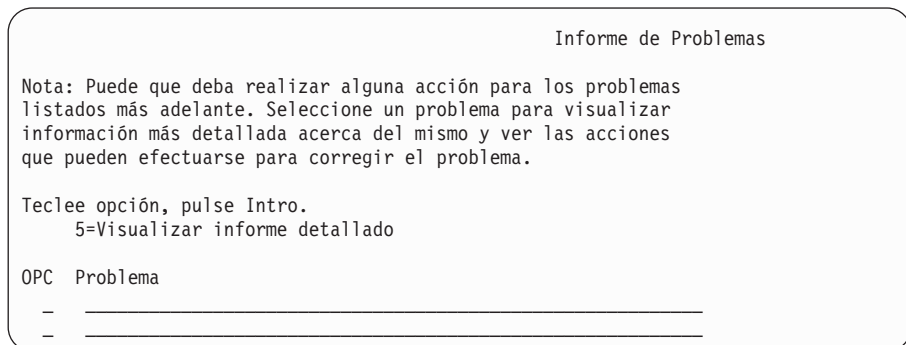 Informe de Problemas
Nota: Puede que deba realizar alguna acción para los problemas
listados más adelante. Seleccione un problema para visualizar
información más detallada acerca del mismo y ver las acciones
que pueden efectuarse para corregir el problema.
Teclee opción, pulse Intro.
5=Visualizar informe detallado
OPC Problema